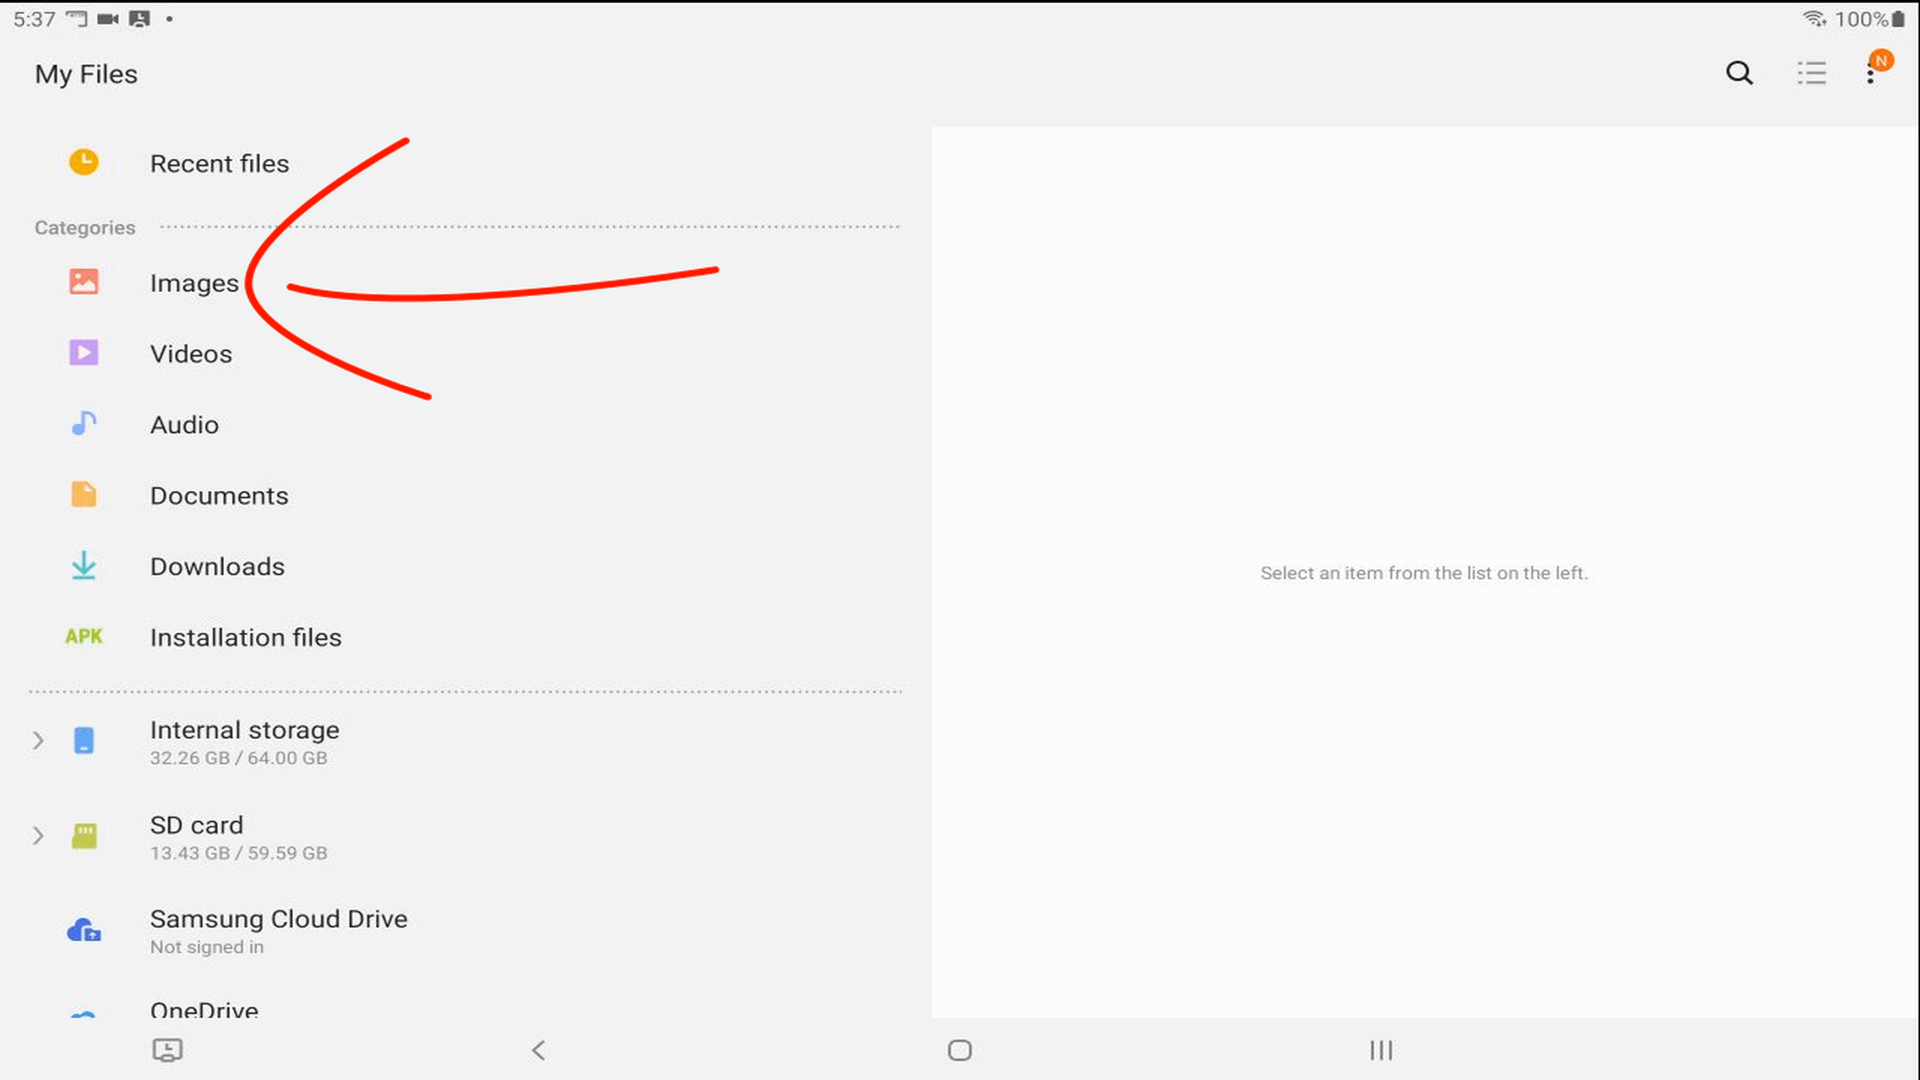 5:37
100%
My Files
N
Recent files
Categories
Images
Videos
Audio
Documents
Downloads
APK Installation files
Internal storage
32.26 GB / 64.00 GB
SD card
13.43 GB / 59.59 GB
Samsung Cloud Drive
Not signed in
OneDrive
Select an item from the list on the left.